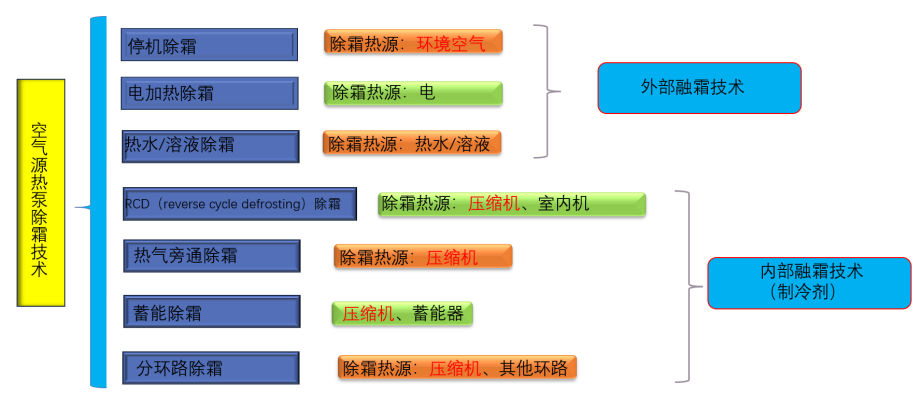 空气源热泵除霜技术
停机除霜
除霜热源：环境空气
电加热除霜
除霜热源：电
热水/溶液除霜
除霜热源：热水/溶液
外部融霜技术
RCD（reverse cycle defrosting）除霜
除霜热源：压缩机、室内机
热气旁通除霜
除霜热源：压缩机
蓄能除霜
压缩机、蓄能器
分环路除霜
除霜热源：压缩机、其他环路
内部融霜技术
（制冷剂）